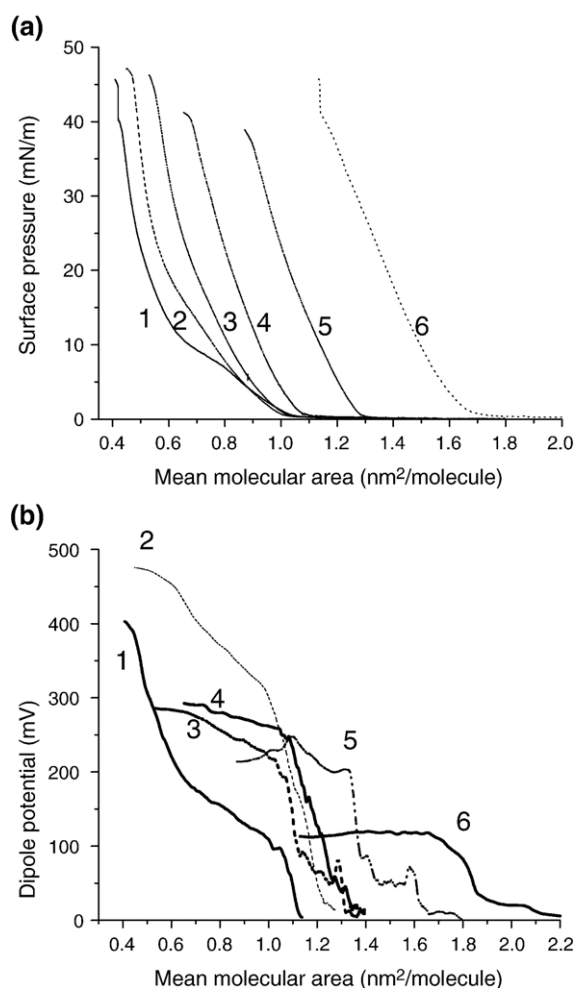 (a)
50
40
30
20
10
0
Surface pressure (mN/m)
1 2 3 4 5 6
0.4 0.6 0.8 1.0 1.2 1.4 1.6 1.8 2.0
Mean molecular area (nm²/molecule)
(b)
500
400
300
200
100
0
Dipole potential (mV)
2
1
4
3
5
6
0.4 0.6 0.8 1.0 1.2 1.4 1.6 1.8 2.0 2.2
Mean molecular area (nm²/molecule)